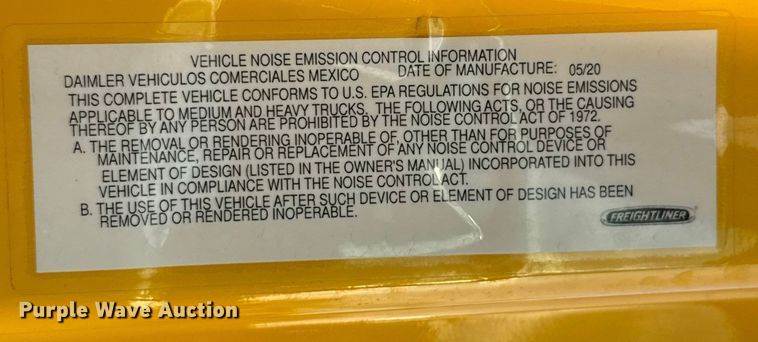 VEHICLE NOISE EMISSION CONTROL INFORMATION
DAIMLER VEHICULOS COMERCIALES MEXICO DATE OF MANUFACTURE: 05/20
THIS COMPLETE VEHICLE CONFORMS TO U.S. EPA REGULATIONS FOR NOISE EMISSIONS
APPLICABLE TO MEDIUM AND HEAVY TRUCKS. THE FOLLOWING ACTS, OR THE CAUSING
THEREOF BY ANY PERSON ARE PROHIBITED BY THE NOISE CONTROL ACT OF 1972.
A. THE REMOVAL OR RENDERING INOPERABLE OF, OTHER THAN FOR PURPOSES OF
MAINTENANCE, REPAIR OR REPLACEMENT OF ANY NOISE CONTROL DEVICE OR
ELEMENT OF DESIGN (LISTED IN THE OWNER'S MANUAL) INCORPORATED INTO THIS
VEHICLE IN COMPLIANCE WITH THE NOISE CONTROL ACT.
B. THE USE OF THIS VEHICLE AFTER SUCH DEVICE OR ELEMENT OF DESIGN HAS BEEN
REMOVED OR RENDERED INOPERABLE.
FREIGHTLINER
Purple Wave Auction